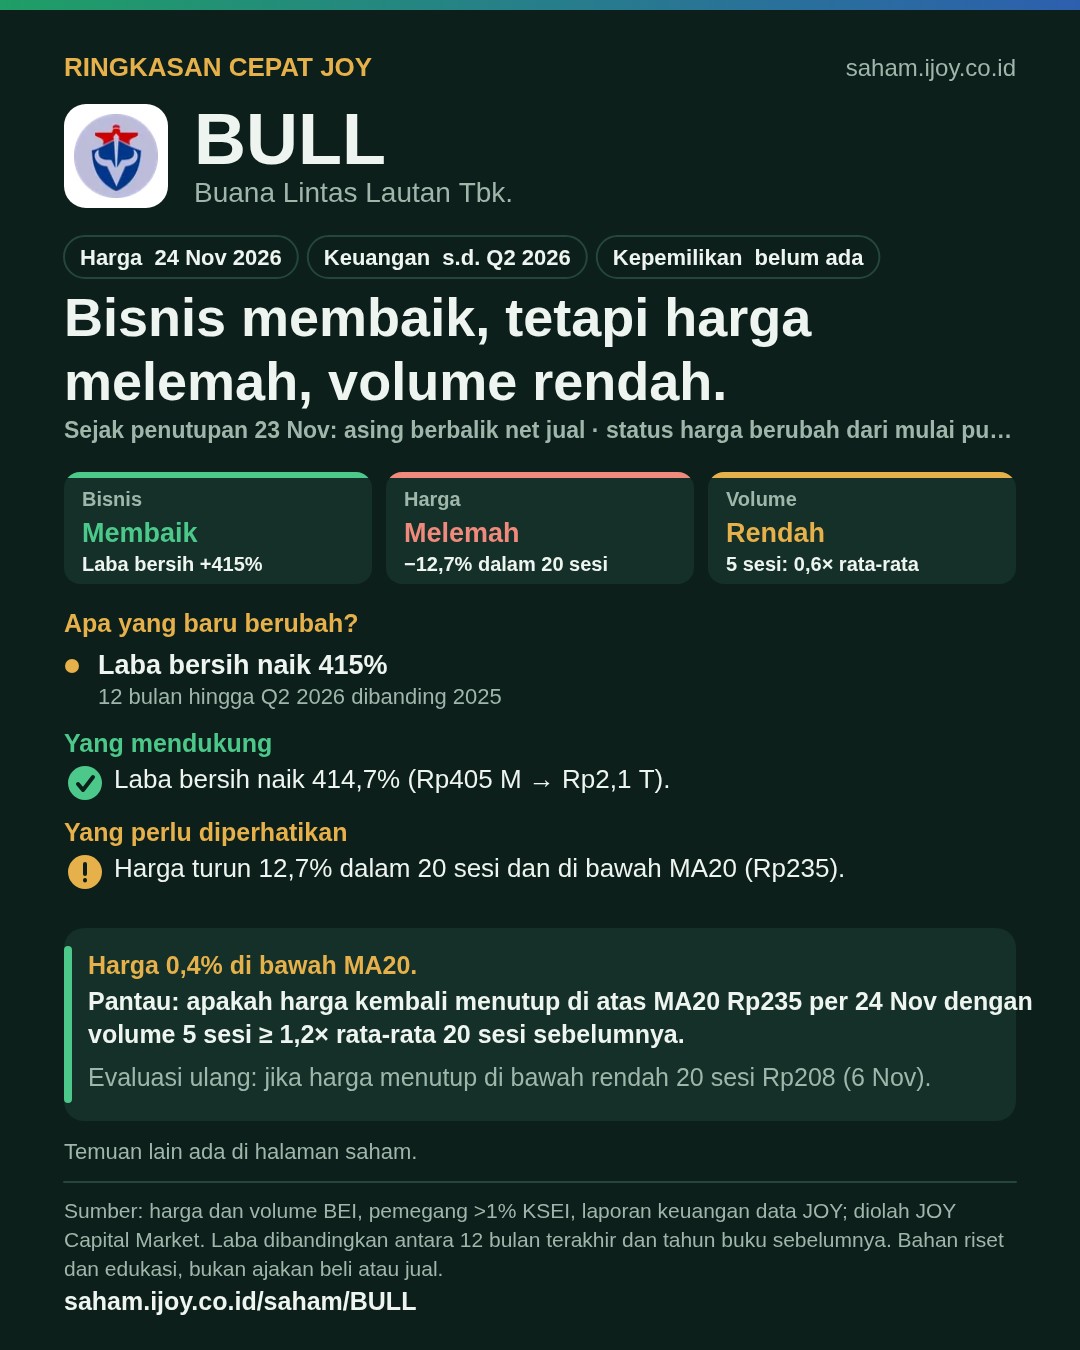 RINGKASAN CEPAT JOY
saham.ijoy.co.id
BULL
Buana Lintas Lautan Tbk.
Harga 24 Nov 2026
Keuangan s.d. Q2 2026
Kepemilikan belum ada
Bisnis membaik, tetapi harga
melemah, volume rendah.
Sejak penutupan 23 Nov: asing berbalik net jual · status harga berubah dari mulai pu…
Bisnis
Membaik
Laba bersih +415%
Harga
Melemah
−12,7% dalam 20 sesi
Volume
Rendah
5 sesi: 0,6× rata-rata
Apa yang baru berubah?
Laba bersih naik 415%
12 bulan hingga Q2 2026 dibanding 2025
Yang mendukung
Laba bersih naik 414,7% (Rp405 M → Rp2,1 T).
Yang perlu diperhatikan
Harga turun 12,7% dalam 20 sesi dan di bawah MA20 (Rp235).
Harga 0,4% di bawah MA20.
Pantau: apakah harga kembali menutup di atas MA20 Rp235 per 24 Nov dengan
volume 5 sesi ≥ 1,2× rata-rata 20 sesi sebelumnya.
Evaluasi ulang: jika harga menutup di bawah rendah 20 sesi Rp208 (6 Nov).
Temuan lain ada di halaman saham.
Sumber: harga dan volume BEI, pemegang >1% KSEI, laporan keuangan data JOY; diolah JOY
Capital Market. Laba dibandingkan antara 12 bulan terakhir dan tahun buku sebelumnya. Bahan riset
dan edukasi, bukan ajakan beli atau jual.
saham.ijoy.co.id/saham/BULL